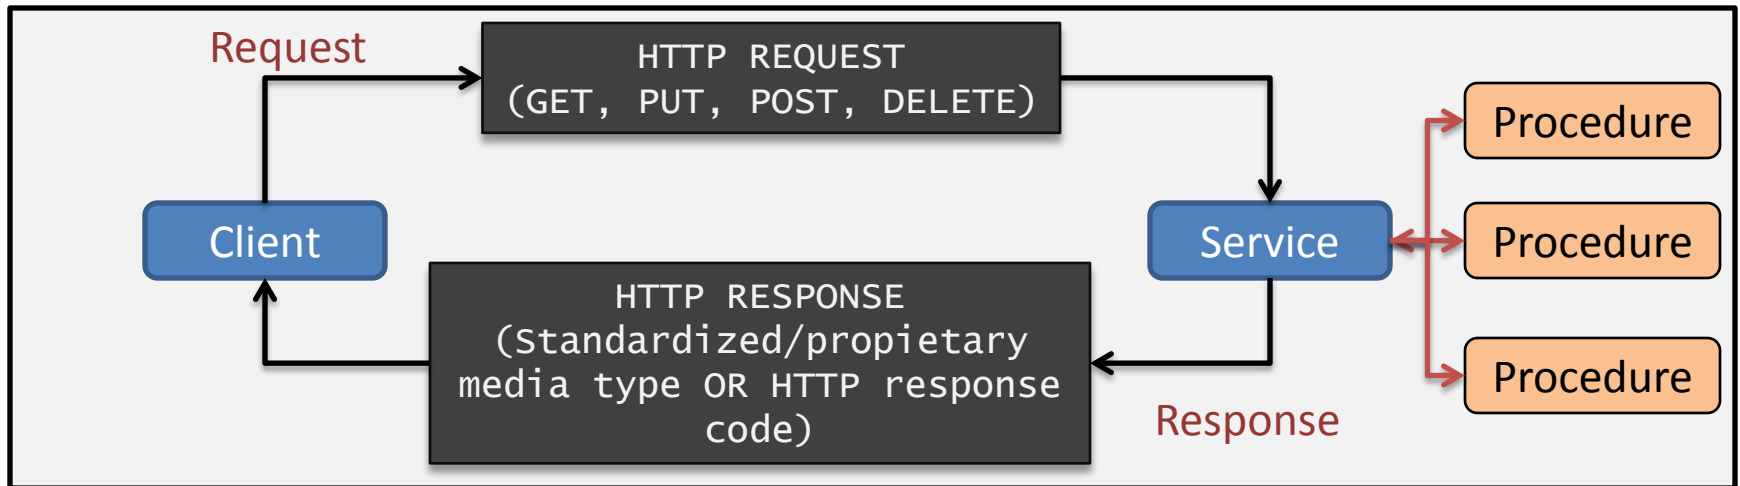 Request
HTTP REQUEST
(GET, PUT, POST, DELETE)
Procedure
Client
Service
Procedure
HTTP RESPONSE
(Standardized/propietary
media type OR HTTP response
code)
Response
Procedure